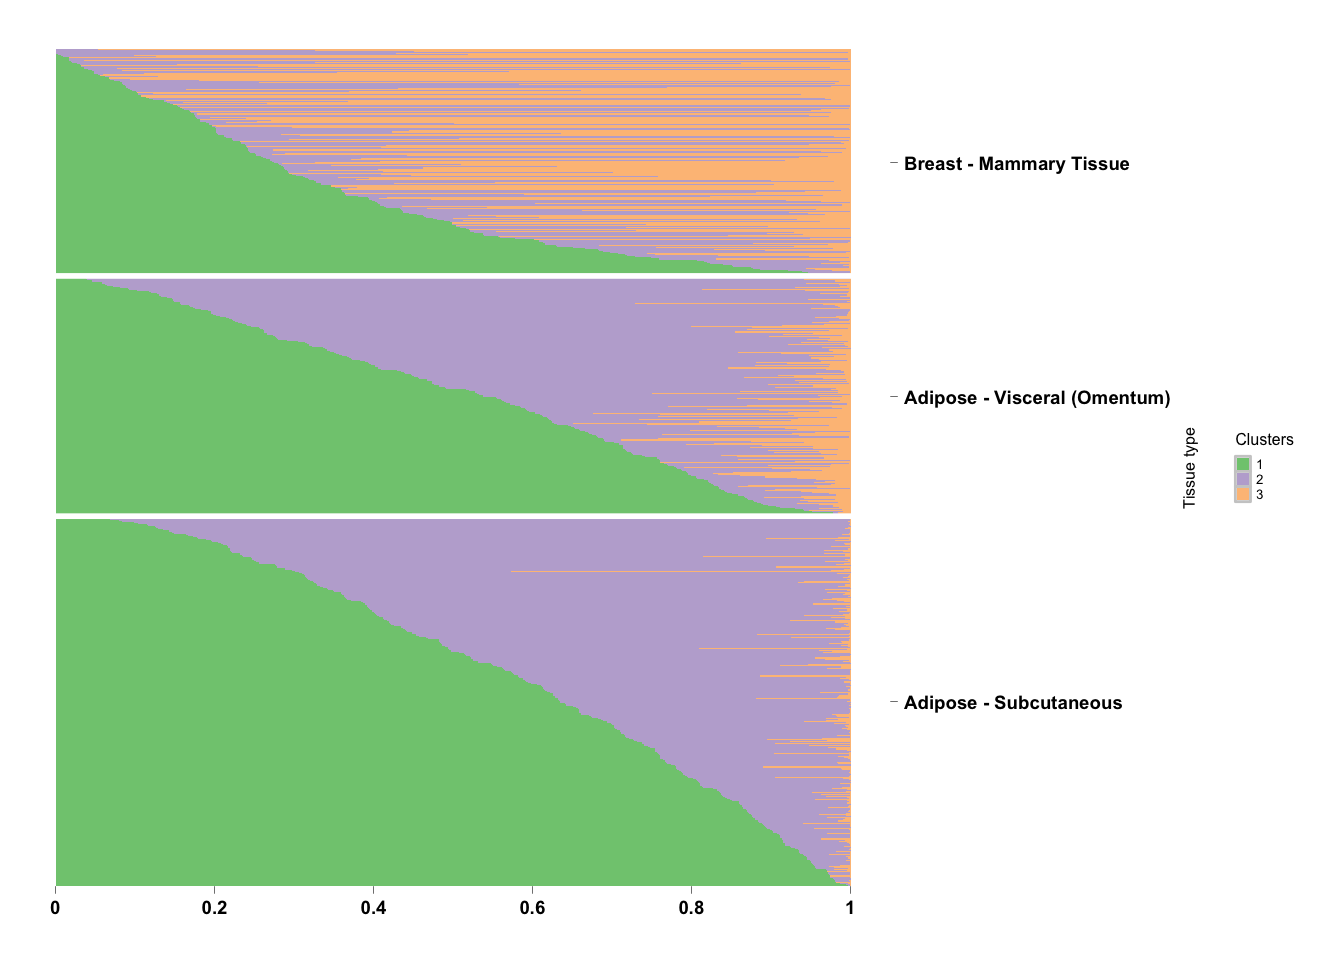 Breast - Mammary Tissue
Adipose - Visceral (Omentum)
Adipose - Subcutaneous
Tissue type
Clusters
1
2
3
0 0.2 0.4 0.6 0.8 1